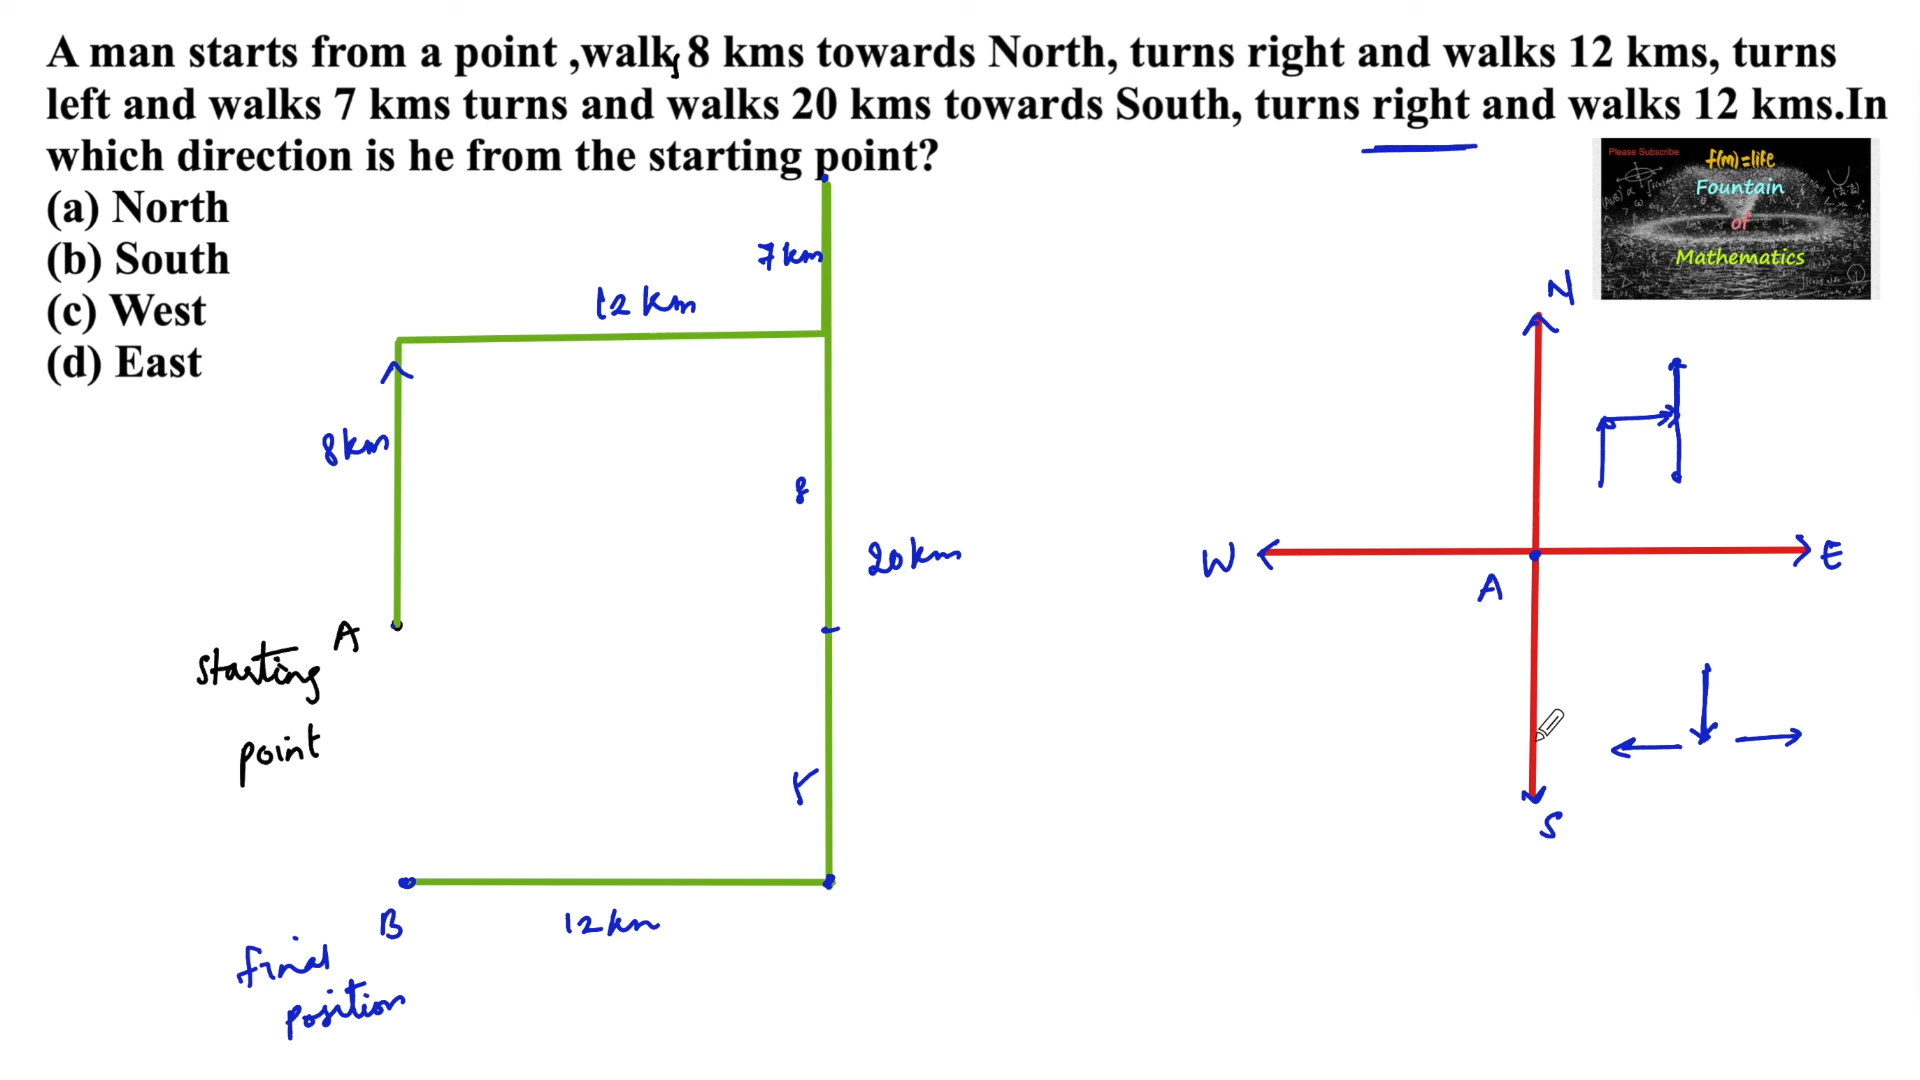 A man starts from a point ,walks 8 kms towards North, turns right and walks 12 kms, turns
left and walks 7 kms turns and walks 20 kms towards South, turns right and walks 12 kms.In
which direction is he from the starting point?
(a) North
(b) South
(c) West
(d) East
Please Subscribe
f(m)=life
Fountain
of
Mathematics
7 km
12 km
N
8 km
8
20 km
W
E
A
A
starting
point
5
S
B
12 km
final
position